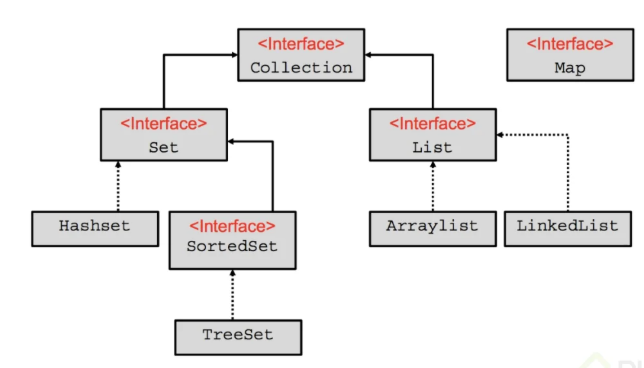 <Interface>
Collection
<Interface>
Map
<Interface>
Set
<Interface>
List
Hashset
<Interface>
SortedSet
Arraylist
LinkedList
TreeSet